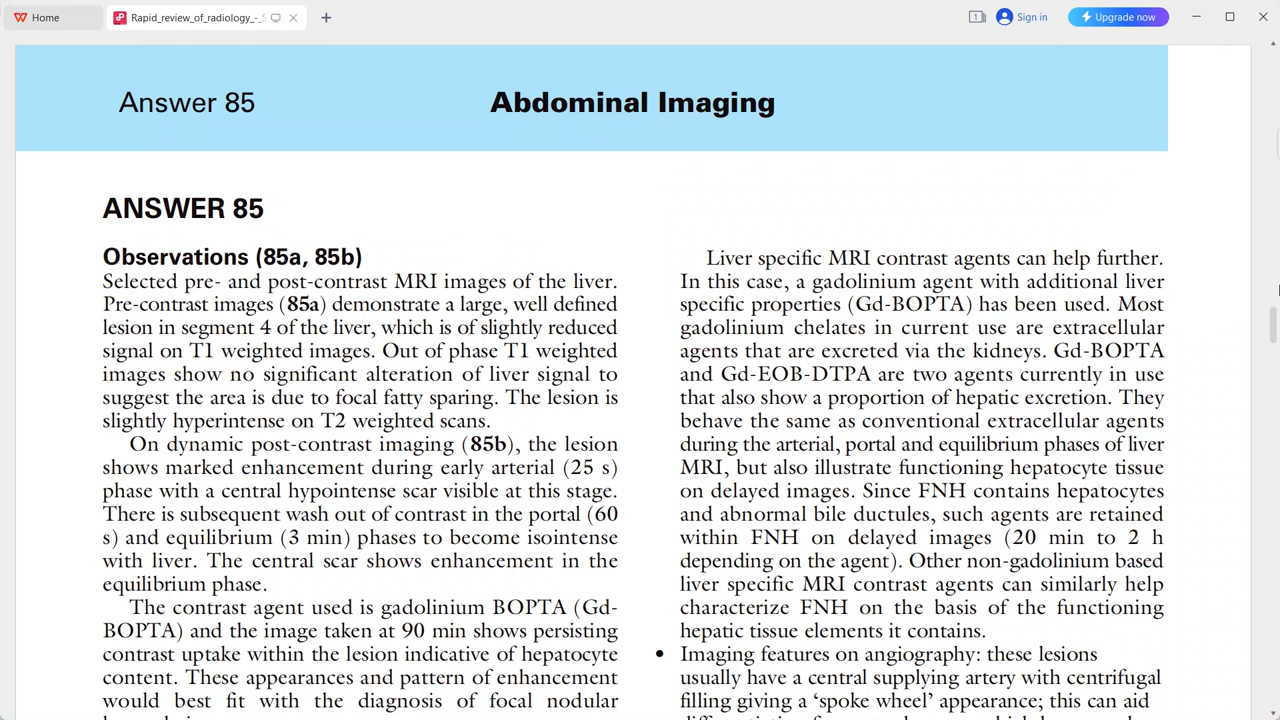 Home
Rapid_review_of_radiology_-_S
1
Sign in
Upgrade now
Answer 85
Abdominal Imaging
ANSWER 85
Observations (85a, 85b)
Selected pre- and post-contrast MRI images of the liver.
Pre-contrast images (85a) demonstrate a large, well defined
lesion in segment 4 of the liver, which is of slightly reduced
signal on T1 weighted images. Out of phase T1 weighted
images show no significant alteration of liver signal to
suggest the area is due to focal fatty sparing. The lesion is
slightly hyperintense on T2 weighted scans.
On dynamic post-contrast imaging (85b), the lesion
shows marked enhancement during early arterial (25 s)
phase with a central hypointense scar visible at this stage.
There is subsequent wash out of contrast in the portal (60
s) and equilibrium (3 min) phases to become isointense
with liver. The central scar shows enhancement in the
equilibrium phase.
The contrast agent used is gadolinium BOPTA (Gd-
BOPTA) and the image taken at 90 min shows persisting
contrast uptake within the lesion indicative of hepatocyte
content. These appearances and pattern of enhancement
would best fit with the diagnosis of focal nodular
Liver specific MRI contrast agents can help further.
In this case, a gadolinium agent with additional liver
specific properties (Gd-BOPTA) has been used. Most
gadolinium chelates in current use are extracellular
agents that are excreted via the kidneys. Gd-BOPTA
and Gd-EOB-DTPA are two agents currently in use
that also show a proportion of hepatic excretion. They
behave the same as conventional extracellular agents
during the arterial, portal and equilibrium phases of liver
MRI, but also illustrate functioning hepatocyte tissue
on delayed images. Since FNH contains hepatocytes
and abnormal bile ductules, such agents are retained
within FNH on delayed images (20 min to 2 h
depending on the agent). Other non-gadolinium based
liver specific MRI contrast agents can similarly help
characterize FNH on the basis of the functioning
hepatic tissue elements it contains.
• Imaging features on angiography: these lesions
usually have a central supplying artery with centrifugal
filling giving a ‘spoke wheel’ appearance; this can aid